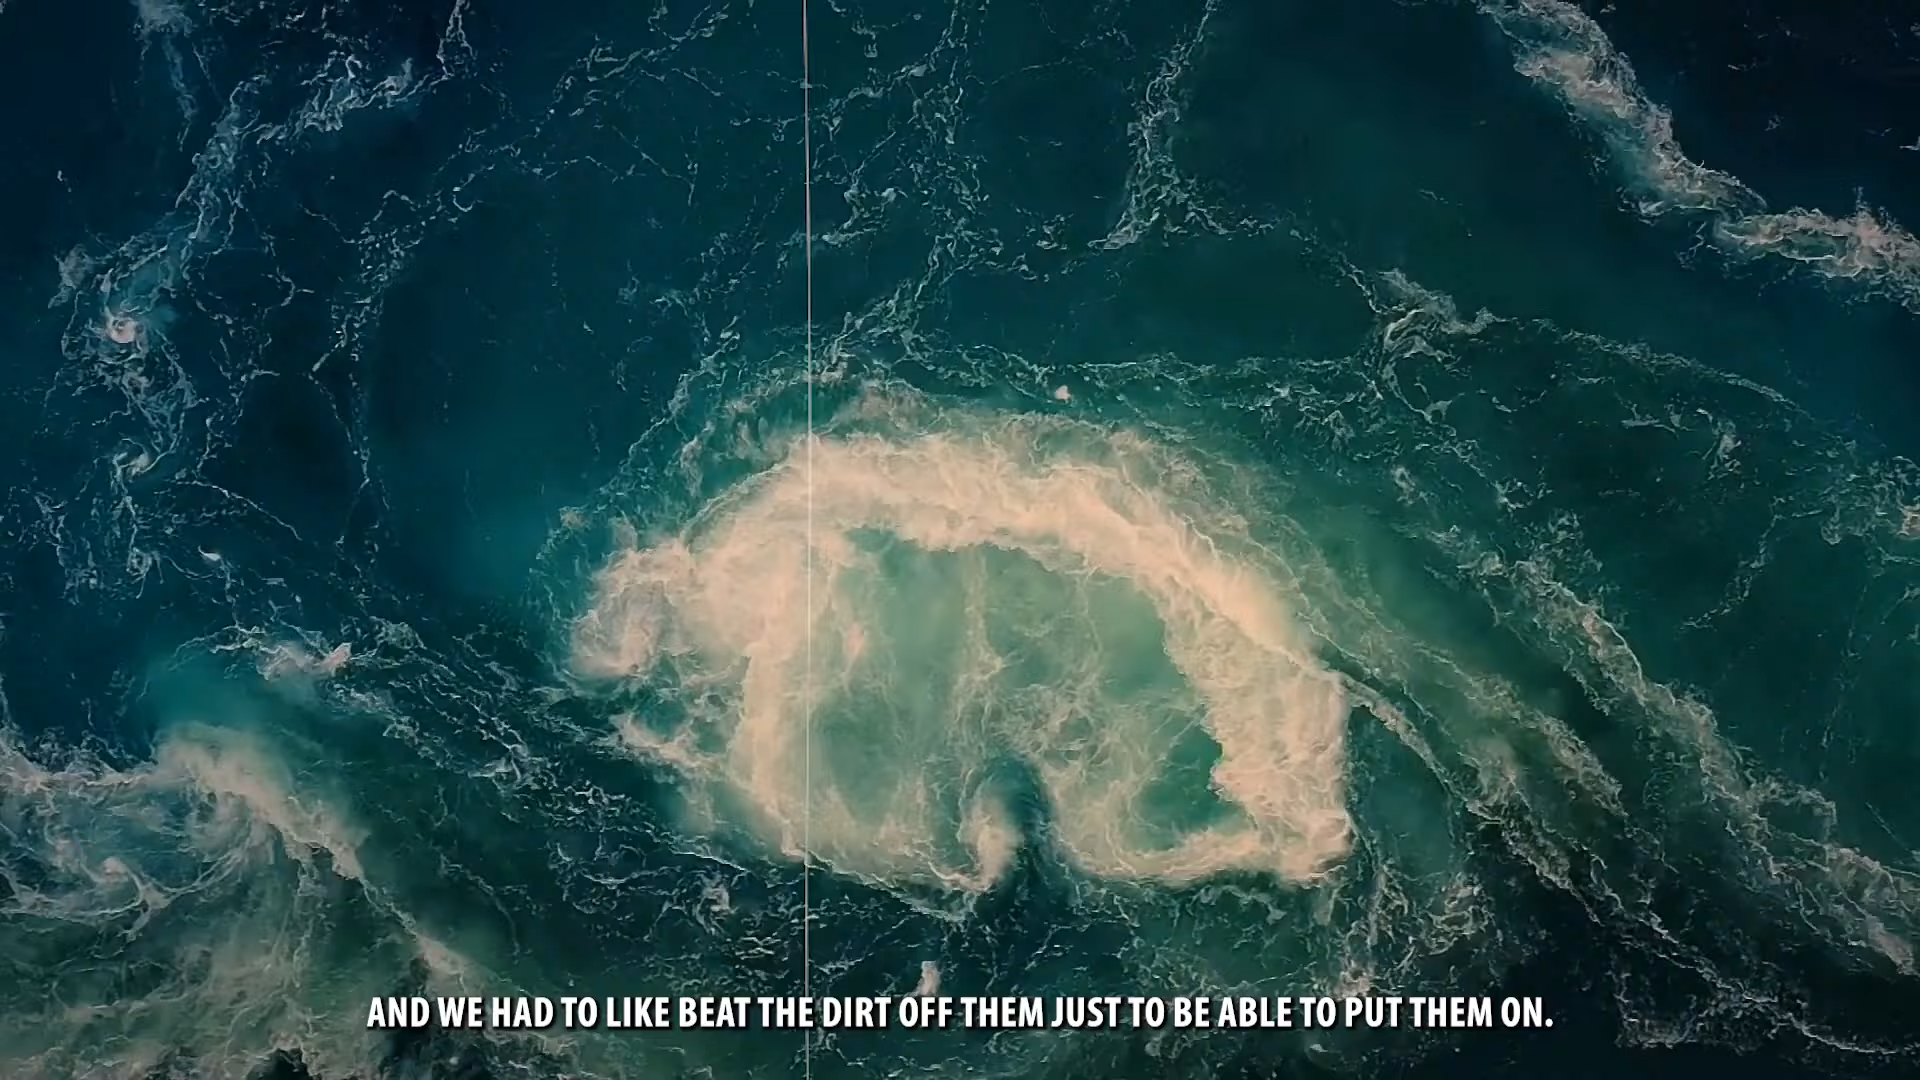 AND WE HAD TO LIKE BEAT THE DIRT OFF THEM JUST TO BE ABLE TO PUT THEM ON.